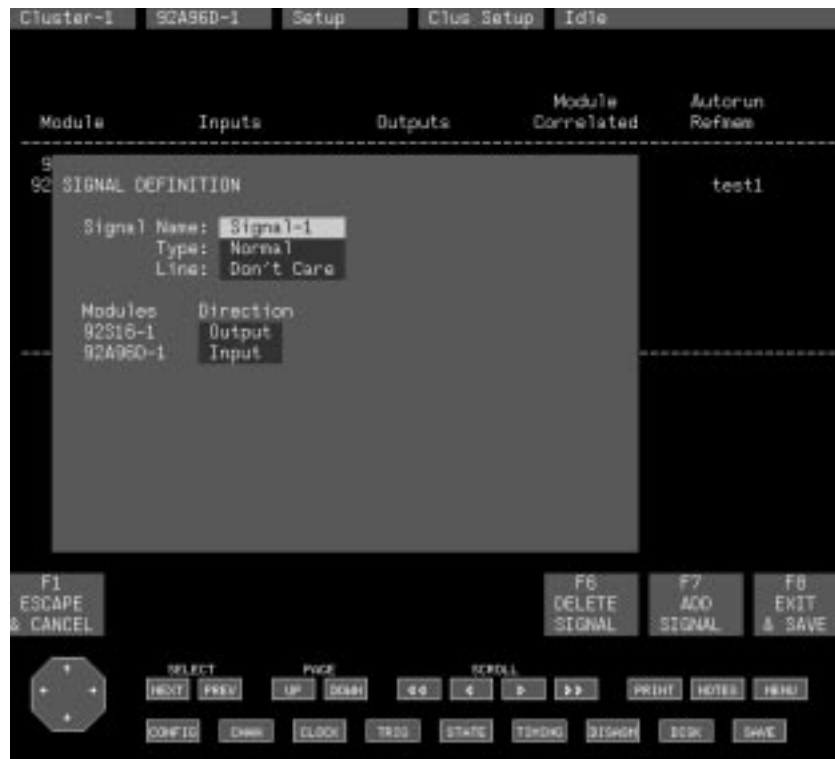 Cluster-1 92A96D-1 Setup Clus Setup Idle
Module Autorun
Module Inputs Outputs Correlated Refmem
9
92 test1
SIGNAL DEFINITION
Signal Name: Signal-1
Type: Normal
Line: Don't Care
Modules Direction
92S16-1 Output
92A96D-1 Input
F1 F6 F7 F8
ESCAPE DELETE ADD EXIT
& CANCEL SIGNAL SIGNAL & SAVE
SELECT PAGE SCROLL
NEXT PREV UP DOWN PRINT NOTES MENU
CONFIG CHAN CLOCK TRIG STATE TIMING DISASM DISK SAVE